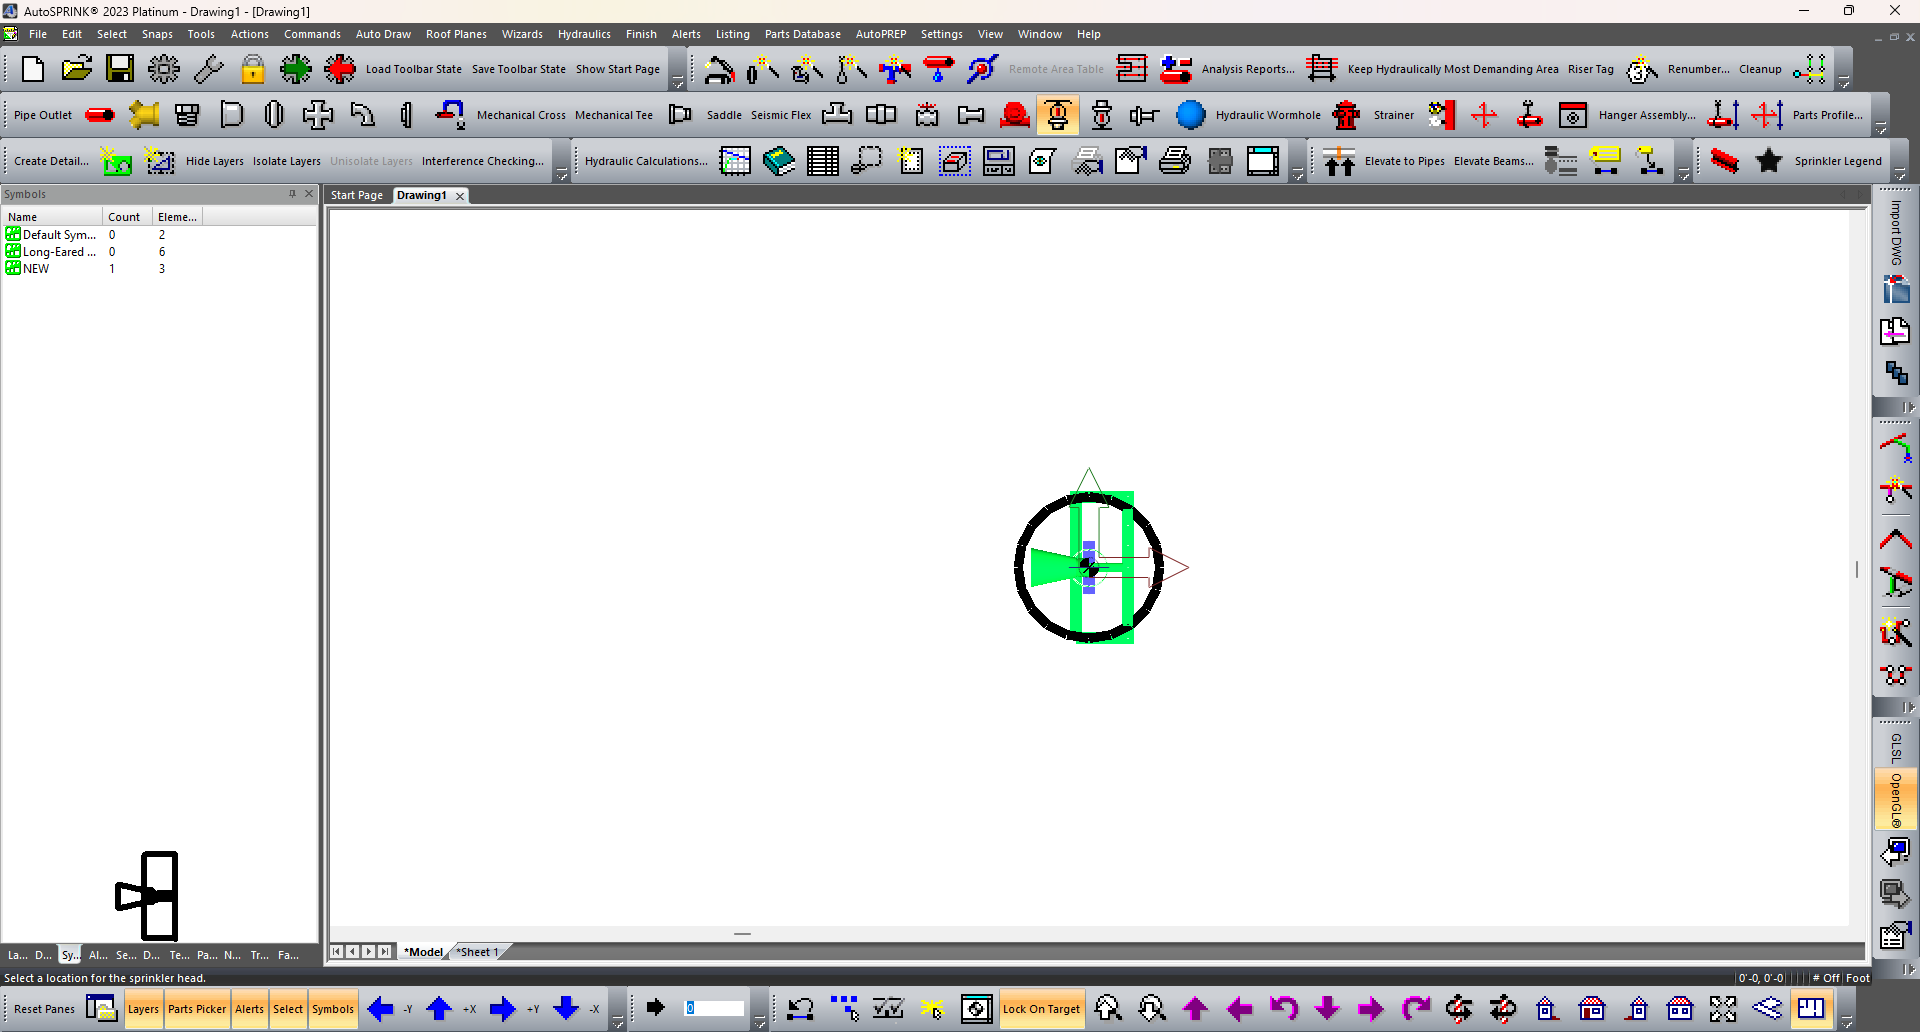 AutoSPRINK® 2023 Platinum - Drawing1 - [Drawing1]
File Edit Select Snaps Tools Actions Commands Auto Draw Roof Planes Wizards Hydraulics Finish Alerts Listing Parts Database AutoPREP Settings View Window Help
Load Toolbar State Save Toolbar State Show Start Page Remote Area Table Analysis Reports... Keep Hydraulically Most Demanding Area Riser Tag Renumber... Cleanup
Pipe Outlet Mechanical Cross Mechanical Tee Saddle Seismic Flex Hydraulic Wormhole Strainer Hanger Assembly... Parts Profile...
Create Detail... Hide Layers Isolate Layers Unisolate Layers Interference Checking... Hydraulic Calculations... Elevate to Pipes Elevate Beams... Sprinkler Legend
Symbols
Start Page Drawing1
Name Count Eleme...
Default Sym... 0 2
Long-Eared ... 0 6
NEW 1 3
Import DWG
GLSL
OpenGL®
La... D... Sy... Al... Se... D... Te... Pa... N... Tr... Fa...
*Model *Sheet 1
Select a location for the sprinkler head.
0'-0, 0'-0 # Off Foot
Reset Panes Layers Parts Picker Alerts Select Symbols -Y +X +Y -X 0 Lock On Target